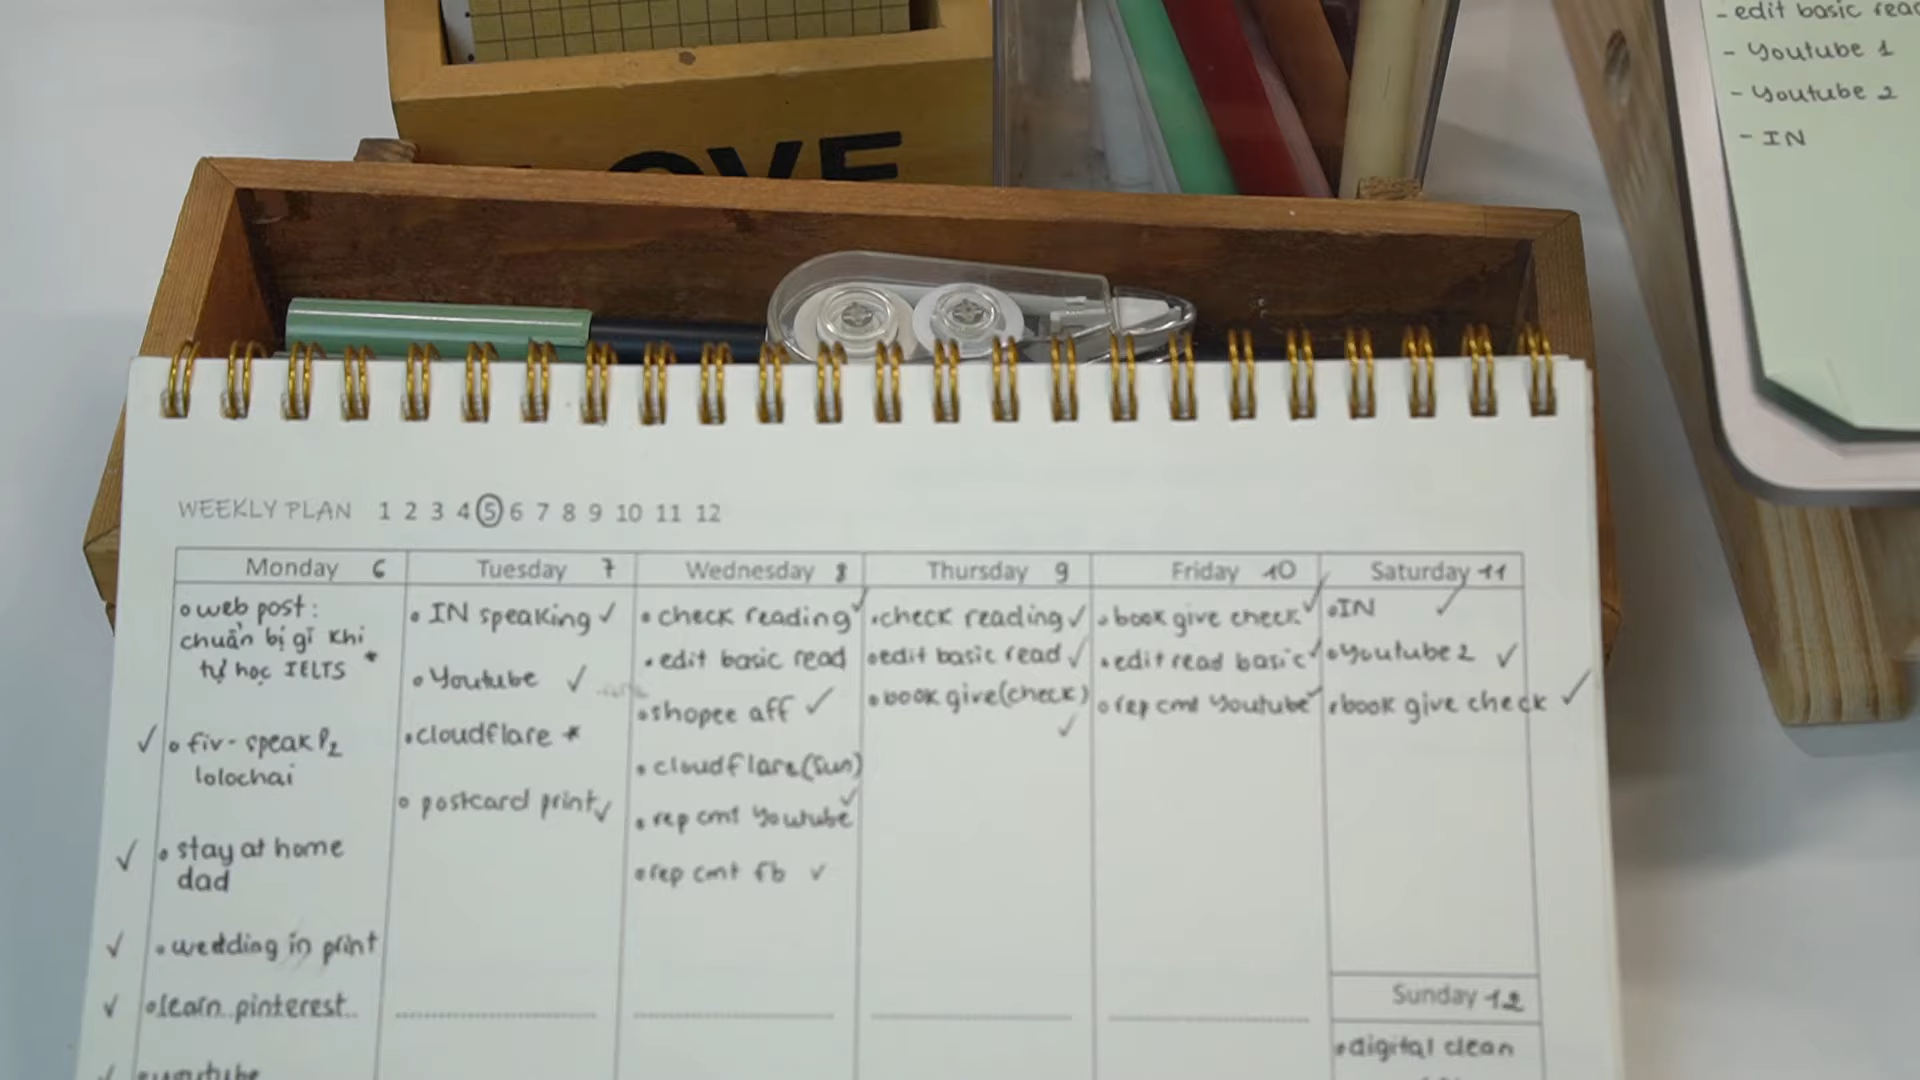 - edit basic read
- Youtube 1
- Youtube 2
- IN
OVE
WEEKLY PLAN 1 2 3 4 5 6 7 8 9 10 11 12
Monday 6
• web post:
chuẩn bị gì khi
tự học IELTS *
✓ • fiv - speak P2
lolochai
✓ • stay at home
dad
✓ • wedding in print
✓ • learn pinterest
✓ • youtube
Tuesday 7
• IN speaking ✓
• Youtube ✓
• cloudflare *
• postcard print ✓
Wednesday 8
• check reading ✓
• edit basic read
• shopee aff ✓
• cloudflare (sun)
• rep cmt Youtube ✓
• rep cmt fb ✓
Thursday 9
• check reading ✓
• edit basic read ✓
• book give (check)
✓
Friday 10
• book give check ✓
• edit read basic ✓
• rep cmt Youtube ✓
Saturday 11
• IN ✓
• Youtube 2 ✓
• book give check ✓
Sunday 12
• digital clean